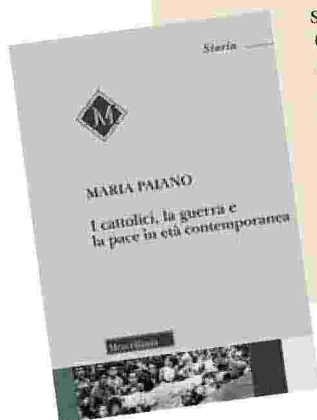 Storia
M
MARIA PAIANO
I cattolici, la guerra e
la pace in età contemporanea
Morcelliana
S